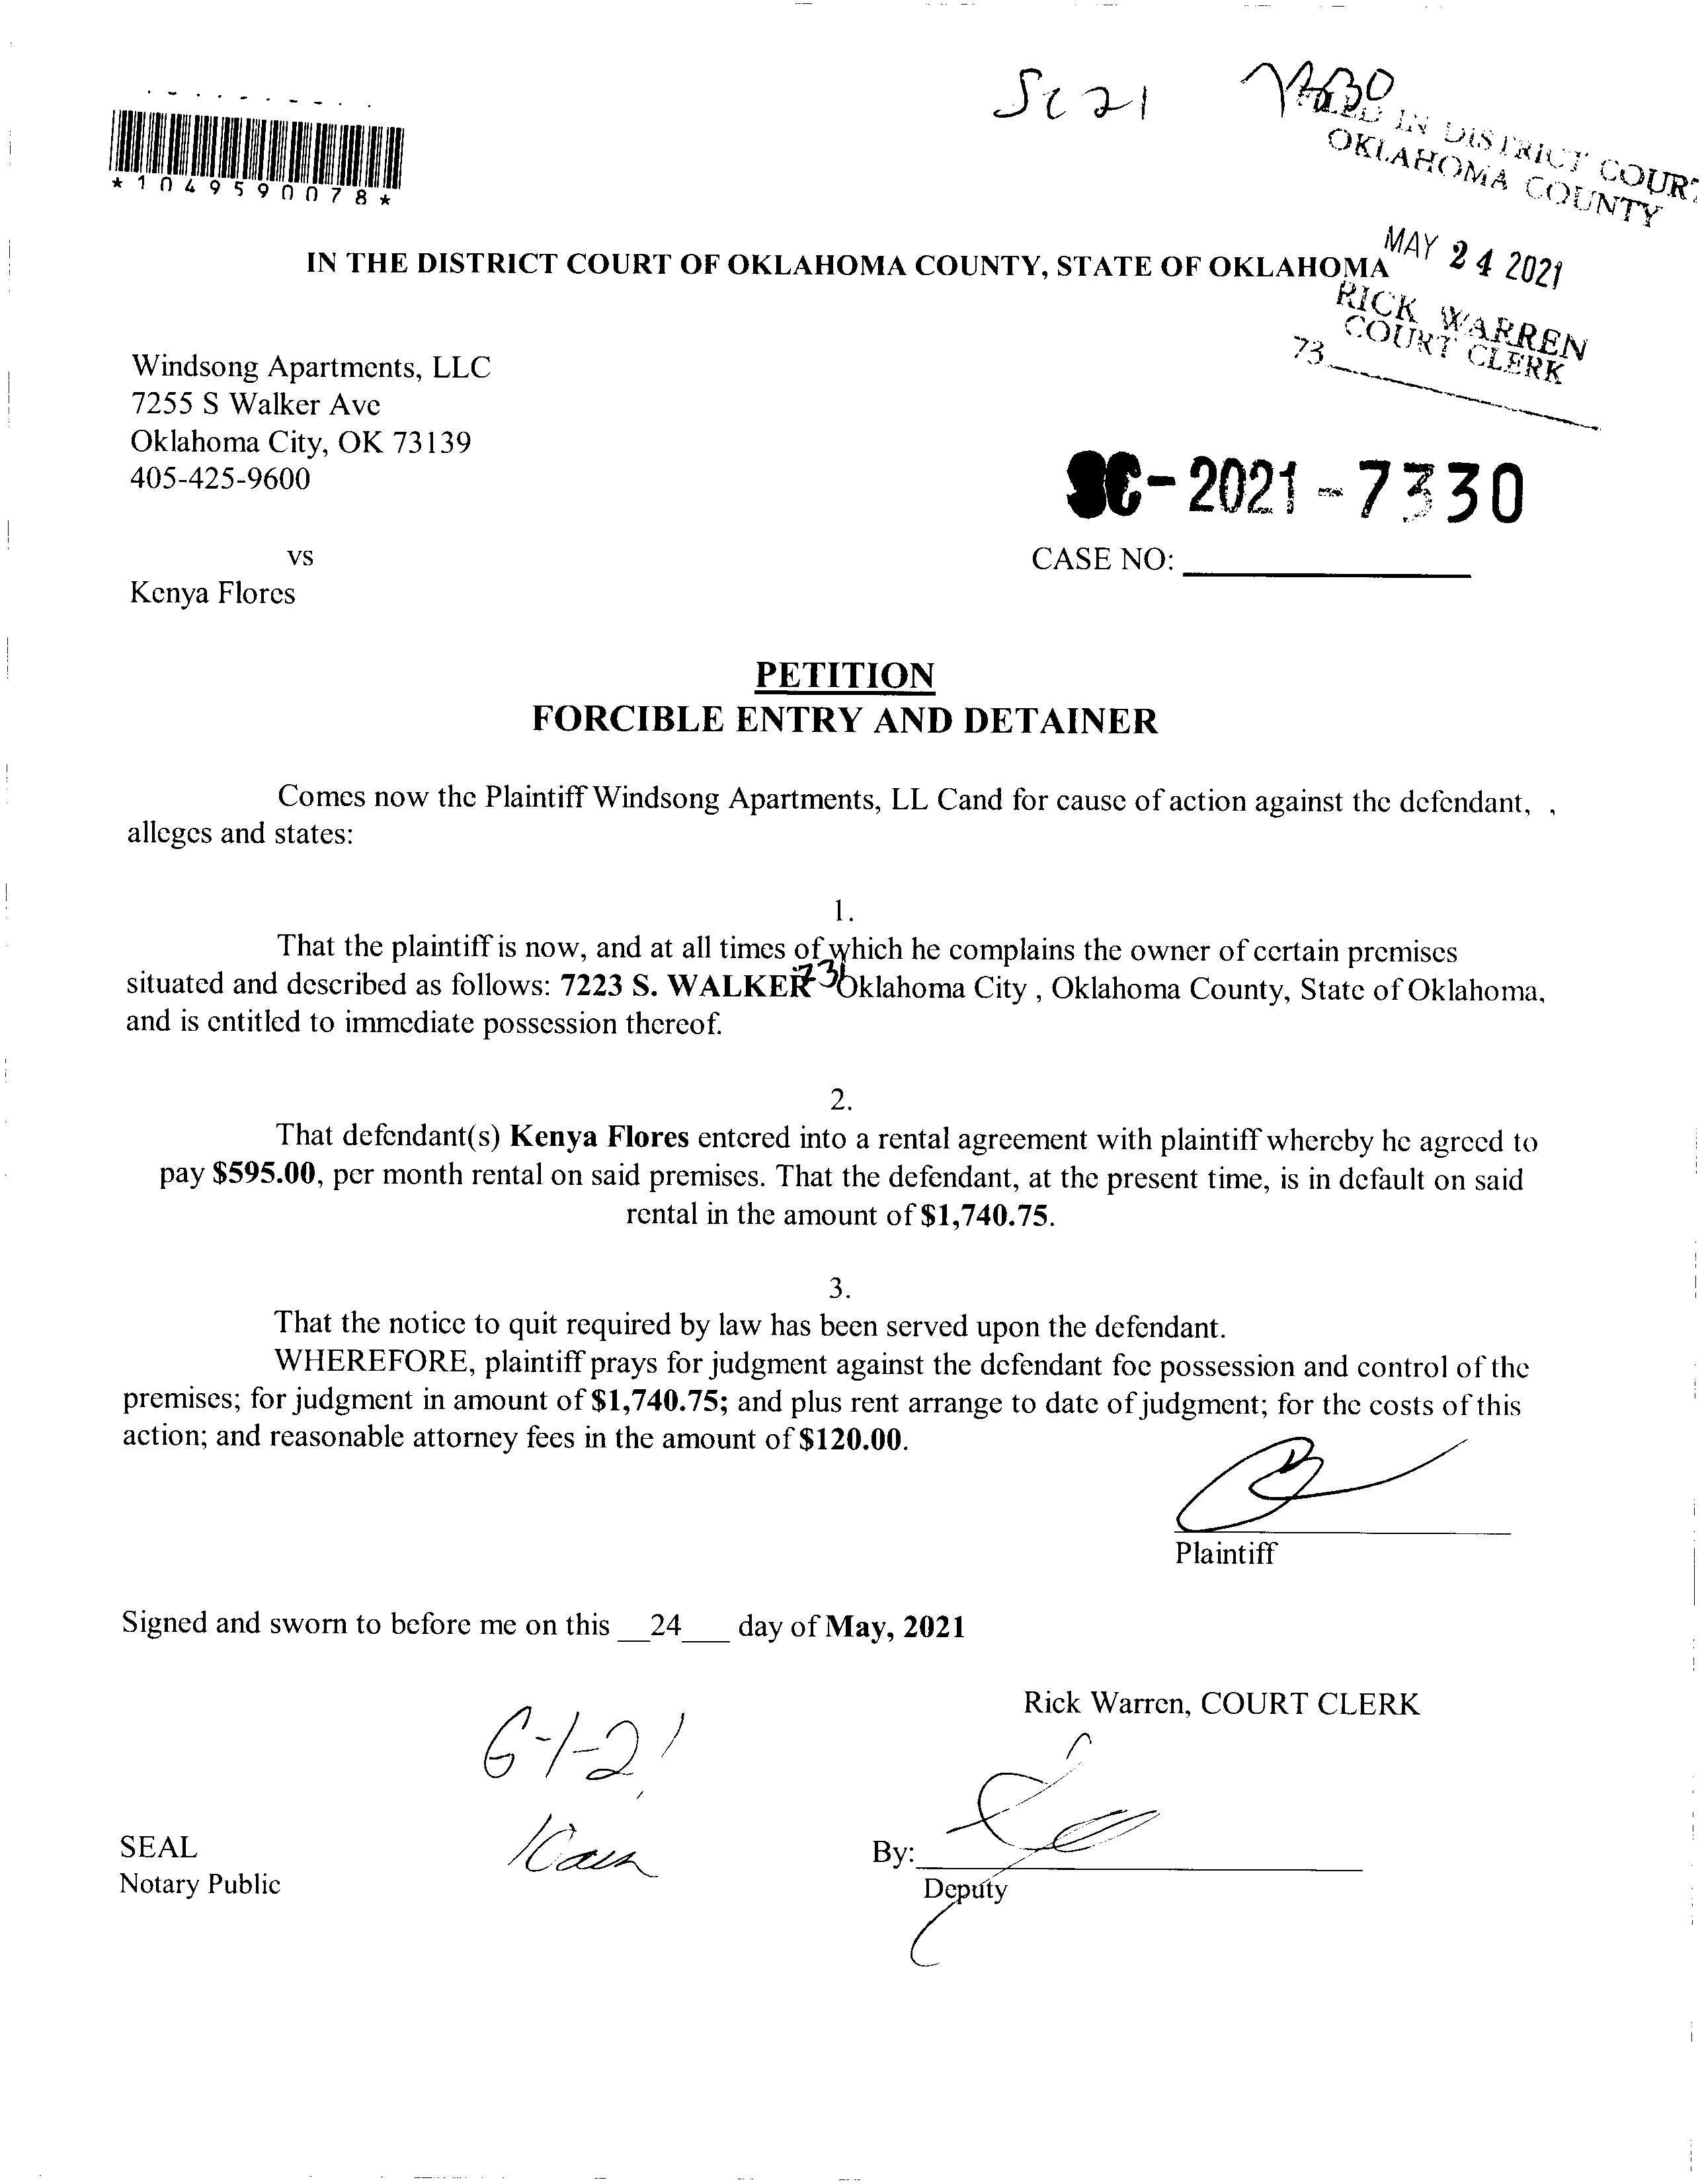 Sc 21 7330
*1049590078*
FILED IN DISTRICT COURT
OKLAHOMA COUNTY
MAY 24 2021
RICK WARREN
COURT CLERK
73
IN THE DISTRICT COURT OF OKLAHOMA COUNTY, STATE OF OKLAHOMA
Windsong Apartments, LLC
7255 S Walker Ave
Oklahoma City, OK 73139
405-425-9600
SC-2021-7330
vs
CASE NO:
Kenya Flores
PETITION
FORCIBLE ENTRY AND DETAINER
Comes now the Plaintiff Windsong Apartments, LL Cand for cause of action against the defendant, ,
alleges and states:
1.
That the plaintiff is now, and at all times of which he complains the owner of certain premises
situated and described as follows: 7223 S. WALKER Oklahoma City , Oklahoma County, State of Oklahoma,
and is entitled to immediate possession thereof.
2.
That defendant(s) Kenya Flores entered into a rental agreement with plaintiff whereby he agreed to
pay $595.00, per month rental on said premises. That the defendant, at the present time, is in default on said
rental in the amount of $1,740.75.
3.
That the notice to quit required by law has been served upon the defendant.
WHEREFORE, plaintiff prays for judgment against the defendant foe possession and control of the
premises; for judgment in amount of $1,740.75; and plus rent arrange to date of judgment; for the costs of this
action; and reasonable attorney fees in the amount of $120.00.
Plaintiff
Signed and sworn to before me on this __24___ day of May, 2021
Rick Warren, COURT CLERK
6-1-21
SEAL
Notary Public
By:
Deputy